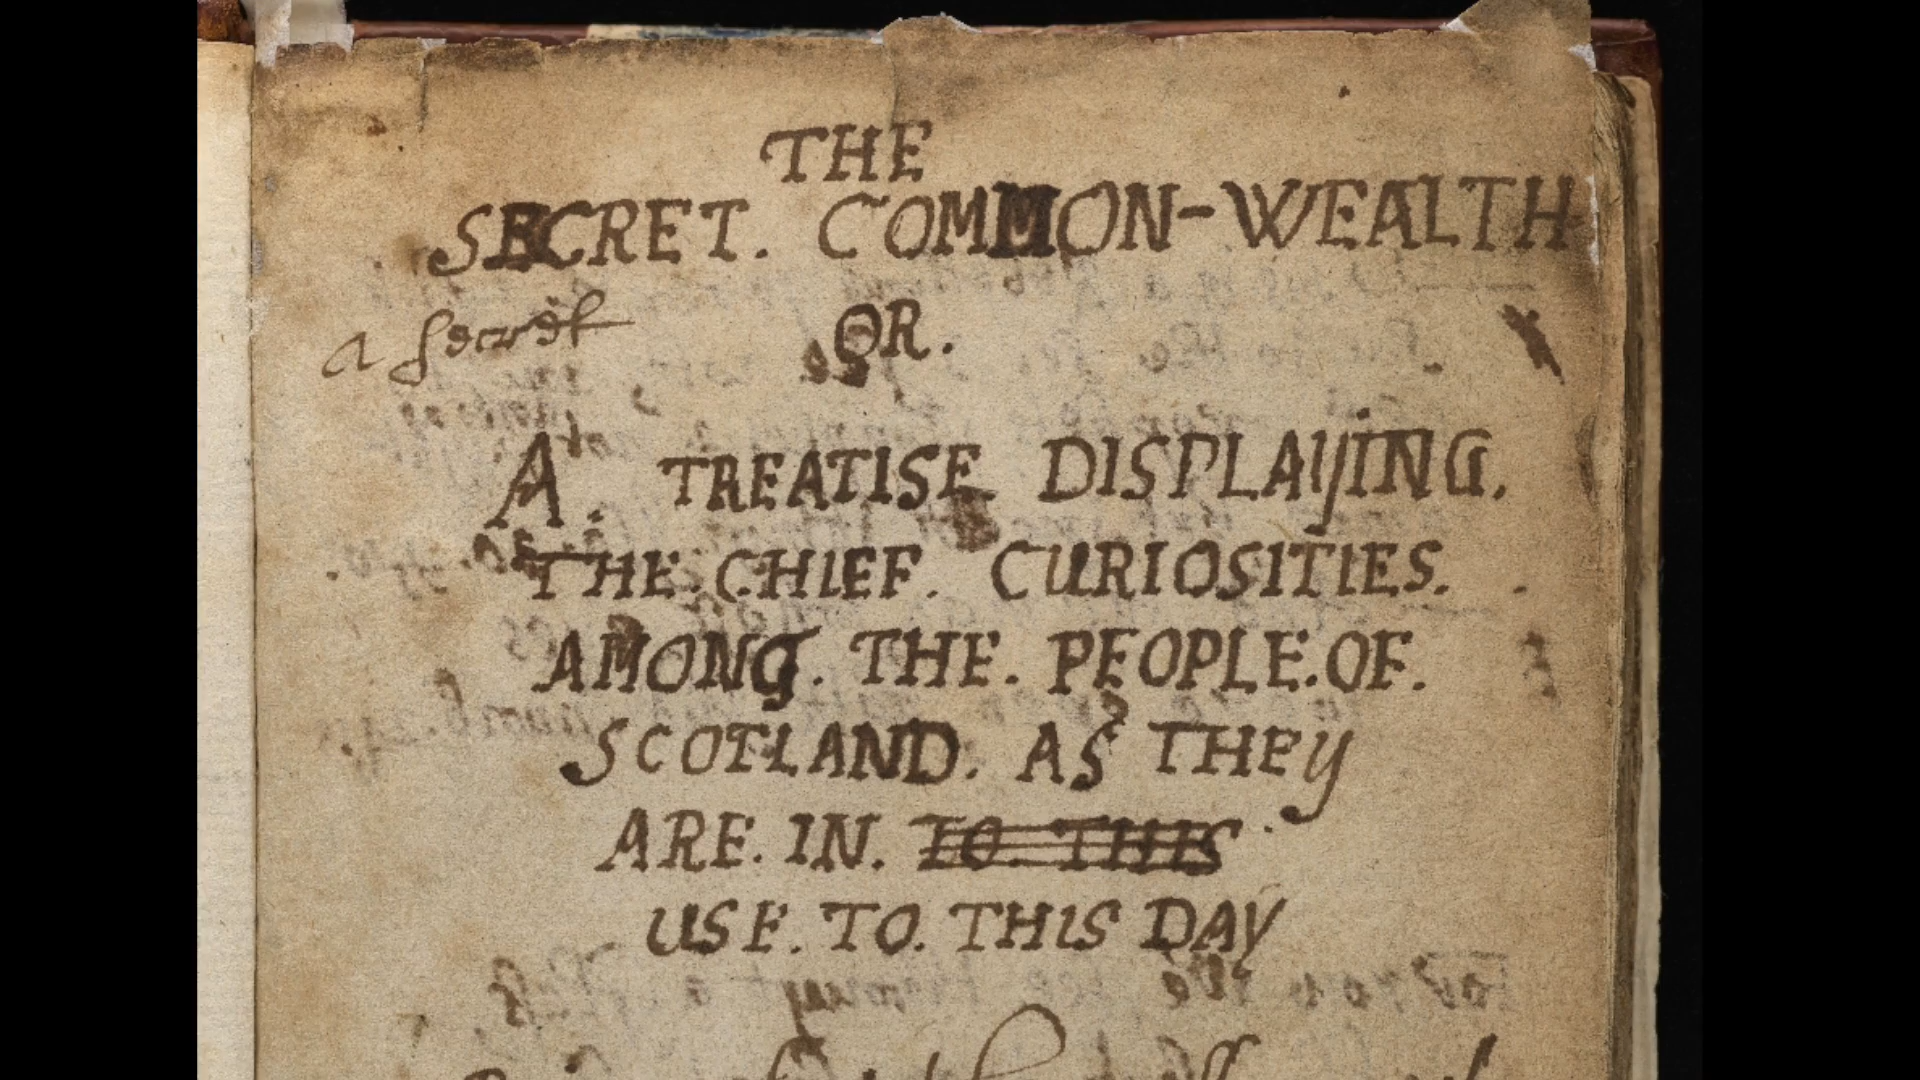 THE
SECRET. COMMON-WEALTH
a secret
OR.
A. TREATISE DISPLAYING.
THE CHIEF. CURIOSITIES.
AMONG. THE. PEOPLE. OF.
SCOTLAND. AS THEY
ARE. IN. TO. THIS
USE. TO. THIS DAY